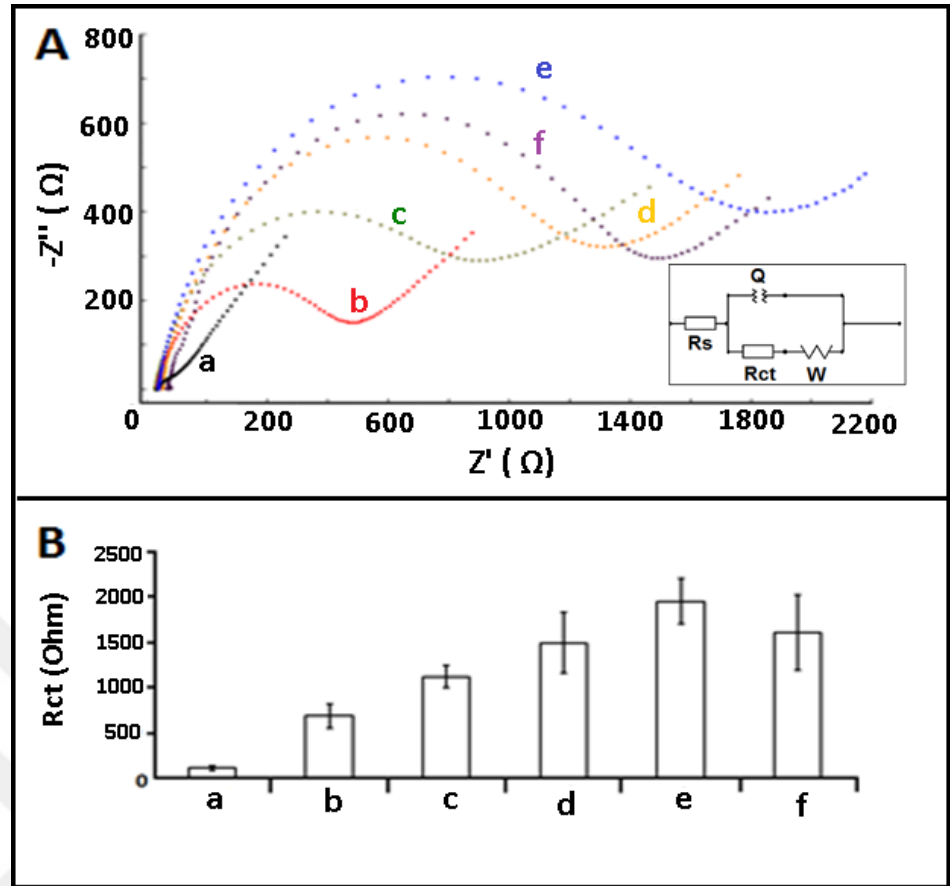 A
800
600
400
200
-Z'' ( Ω)
e
f
c
d
b
a
Q
Rs
Rct W
0 200 600 1000 1400 1800 2200
Z' ( Ω)
B
2500
2000
1500
1000
500
0
Rct (Ohm)
a b c d e f